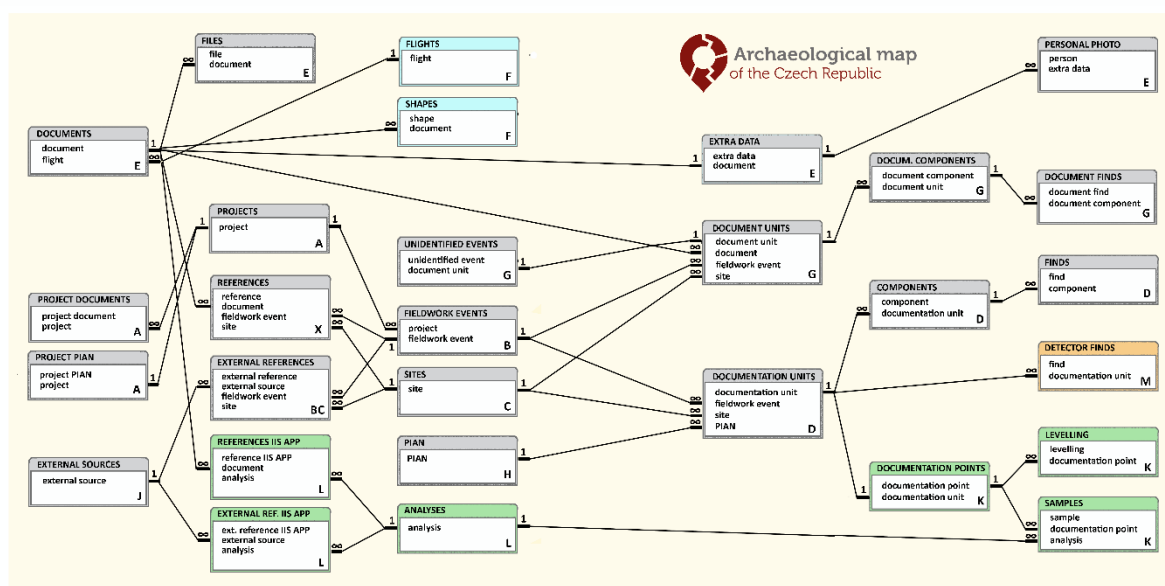 FILES
file
document
E
FLIGHTS
flight
F
Archaeological map
of the Czech Republic
PERSONAL PHOTO
person
extra data
E
SHAPES
shape
document
F
DOCUMENTS
document
flight
E
EXTRA DATA
extra data
document
E
DOCUM. COMPONENTS
document component
document unit
G
DOCUMENT FINDS
document find
document component
G
PROJECTS
project
A
UNIDENTIFIED EVENTS
unidentified event
document unit
G
DOCUMENT UNITS
document unit
document
fieldwork event
site
G
REFERENCES
reference
document
fieldwork event
site
X
PROJECT DOCUMENTS
project document
project
A
FIELDWORK EVENTS
project
fieldwork event
B
COMPONENTS
component
documentation unit
D
FINDS
find
component
D
PROJECT PIAN
project PIAN
project
A
EXTERNAL REFERENCES
external reference
external source
fieldwork event
site
BC
SITES
site
C
DOCUMENTATION UNITS
documentation unit
fieldwork event
site
PIAN
D
DETECTOR FINDS
find
documentation unit
M
EXTERNAL SOURCES
external source
J
REFERENCES IIS APP
reference IIS APP
document
analysis
L
PIAN
PIAN
H
DOCUMENTATION POINTS
documentation point
documentation unit
K
LEVELLING
levelling
documentation point
K
EXTERNAL REF. IIS APP
ext. reference IIS APP
external source
analysis
L
ANALYSES
analysis
L
SAMPLES
sample
documentation point
analysis
K